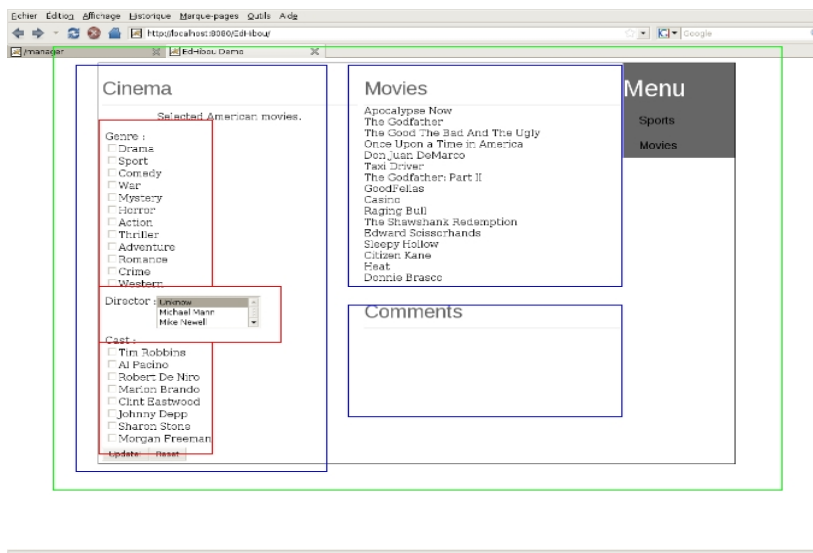 Fichier Édition Affichage Historique Marque-pages Outils Aide
http://localhost:8080/EdHibou/
Google
/manager
EdHibou Demo
Cinema
Selected American movies.
Genre :
Drama
Sport
Comedy
War
Mystery
Horror
Action
Thriller
Adventure
Romance
Crime
Western
Director :
Unknow
Michael Mann
Mike Newell
Cast :
Tim Robbins
Al Pacino
Robert De Niro
Marlon Brando
Clint Eastwood
Johnny Depp
Sharon Stone
Morgan Freeman
Update
Reset
Movies
Apocalypse Now
The Godfather
The Good The Bad And The Ugly
Once Upon a Time in America
Don Juan DeMarco
Taxi Driver
The Godfather: Part II
GoodFellas
Casino
Raging Bull
The Shawshank Redemption
Edward Scissorhands
Sleepy Hollow
Citizen Kane
Heat
Donnie Brasco
Comments
Menu
Sports
Movies